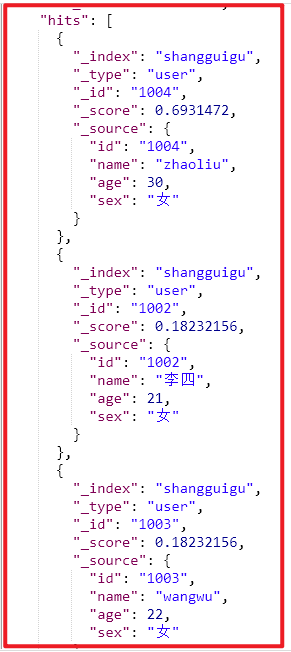 "hits": [
{
"_index": "shangguigu",
"_type": "user",
"_id": "1004",
"_score": 0.6931472,
"_source": {
"id": "1004",
"name": "zhaoliu",
"age": 30,
"sex": "女"
}
},
{
"_index": "shangguigu",
"_type": "user",
"_id": "1002",
"_score": 0.18232156,
"_source": {
"id": "1002",
"name": "李四",
"age": 21,
"sex": "女"
}
},
{
"_index": "shangguigu",
"_type": "user",
"_id": "1003",
"_score": 0.18232156,
"_source": {
"id": "1003",
"name": "wangwu",
"age": 22,
"sex": "女"